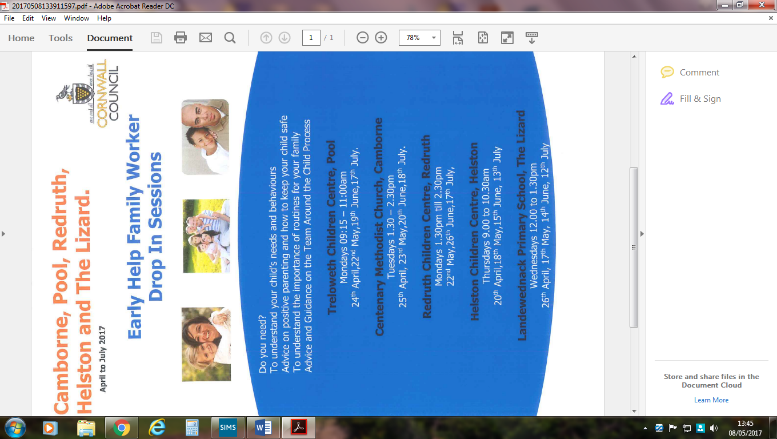 20170508133911597.pdf - Adobe Acrobat Reader DC
File Edit View Window Help
Home Tools Document
1 / 1
78%
Camborne, Pool, Redruth,
Helston and The Lizard.
April to July 2017
CORNWALL
COUNCIL
Early Help Family Worker
Drop In Sessions
Do you need?
To understand your child's needs and behaviours
Advice on positive parenting and how to keep your child safe
To understand the importance of routines for your family
Advice and Guidance on the Team Around the Child Process
Treloweth Children Centre, Pool
Mondays 09:15 – 11:00am
24th April,22nd May,19th June,17th July.
Centenary Methodist Church, Camborne
Tuesdays 1.30 – 2.30pm
25th April, 23rd May,20th June,18th July.
Redruth Children Centre, Redruth
Mondays 1.30pm till 2.30pm
22nd May,26th June,17th July,
Helston Children Centre, Helston
Thursdays 9.00 to 10.30am
20th April,18th May,15th June, 13th July
Landewednack Primary School, The Lizard
Wednesdays 12.00 to 1.30pm
26th April, 17th May, 14th June, 12th July
Comment
Fill & Sign
Store and share files in the
Document Cloud
Learn More
SIMS
13:45
08/05/2017